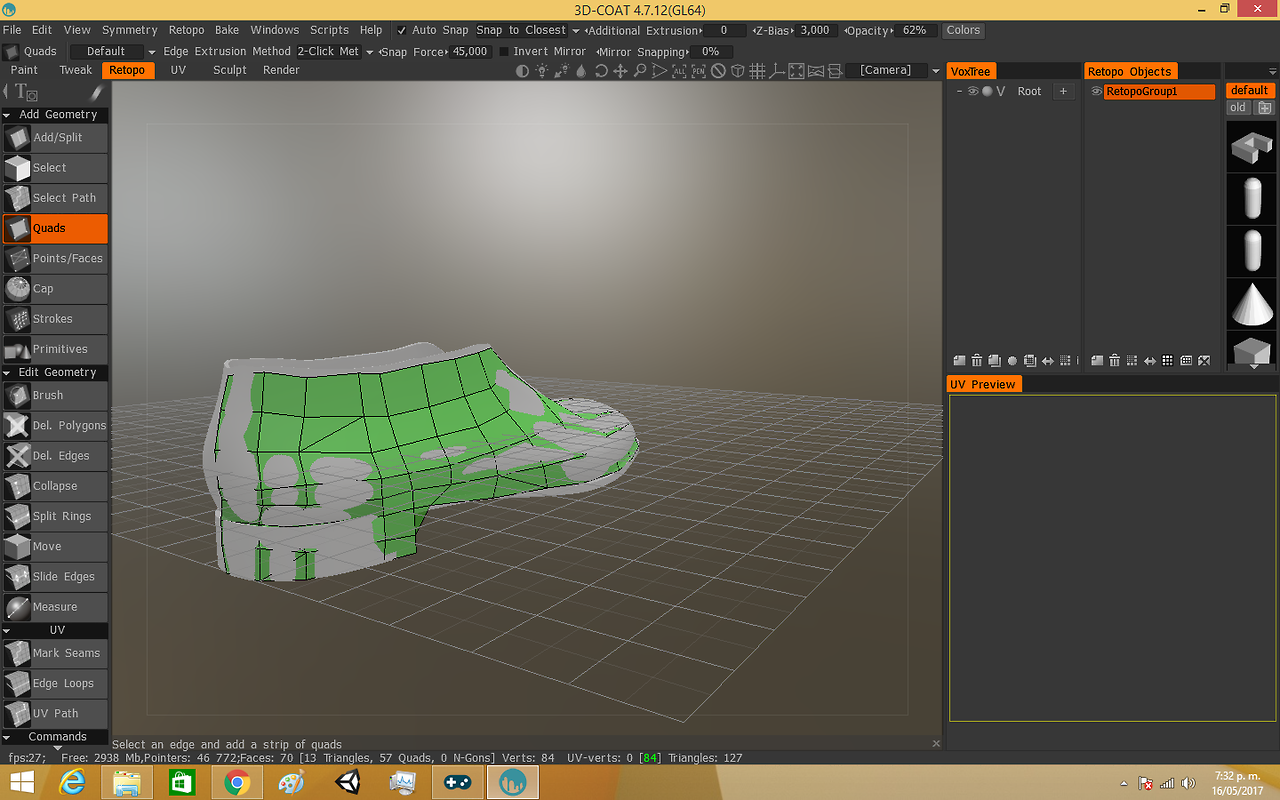 3D-COAT 4.7.12(GL64)
File Edit View Symmetry Retopo Bake Windows Scripts Help Auto Snap Snap to Closest Additional Extrusion 0 Z-Bias 3,000 Opacity 62% Colors
Quads Default Edge Extrusion Method 2-Click Met Snap Force 45,000 Invert Mirror Mirror Snapping 0%
Paint Tweak Retopo UV Sculpt Render ALL PEN [Camera] VoxTree Retopo Objects
V Root + RetopoGroup1 default
old
Add Geometry
Add/Split
Select
Select Path
Quads
Points/Faces
Cap
Strokes
Primitives
Edit Geometry
Brush
Del. Polygons
Del. Edges
Collapse
Split Rings
Move
Slide Edges
Measure
UV
Mark Seams
Edge Loops
UV Path
Commands
UV Preview
Select an edge and add a strip of quads
fps:27; Free: 2938 Mb,Pointers: 46 772;Faces: 70 [13 Triangles, 57 Quads, 0 N-Gons] Verts: 84 UV-verts: 0 [84] Triangles: 127
7:32 p. m.
16/05/2017